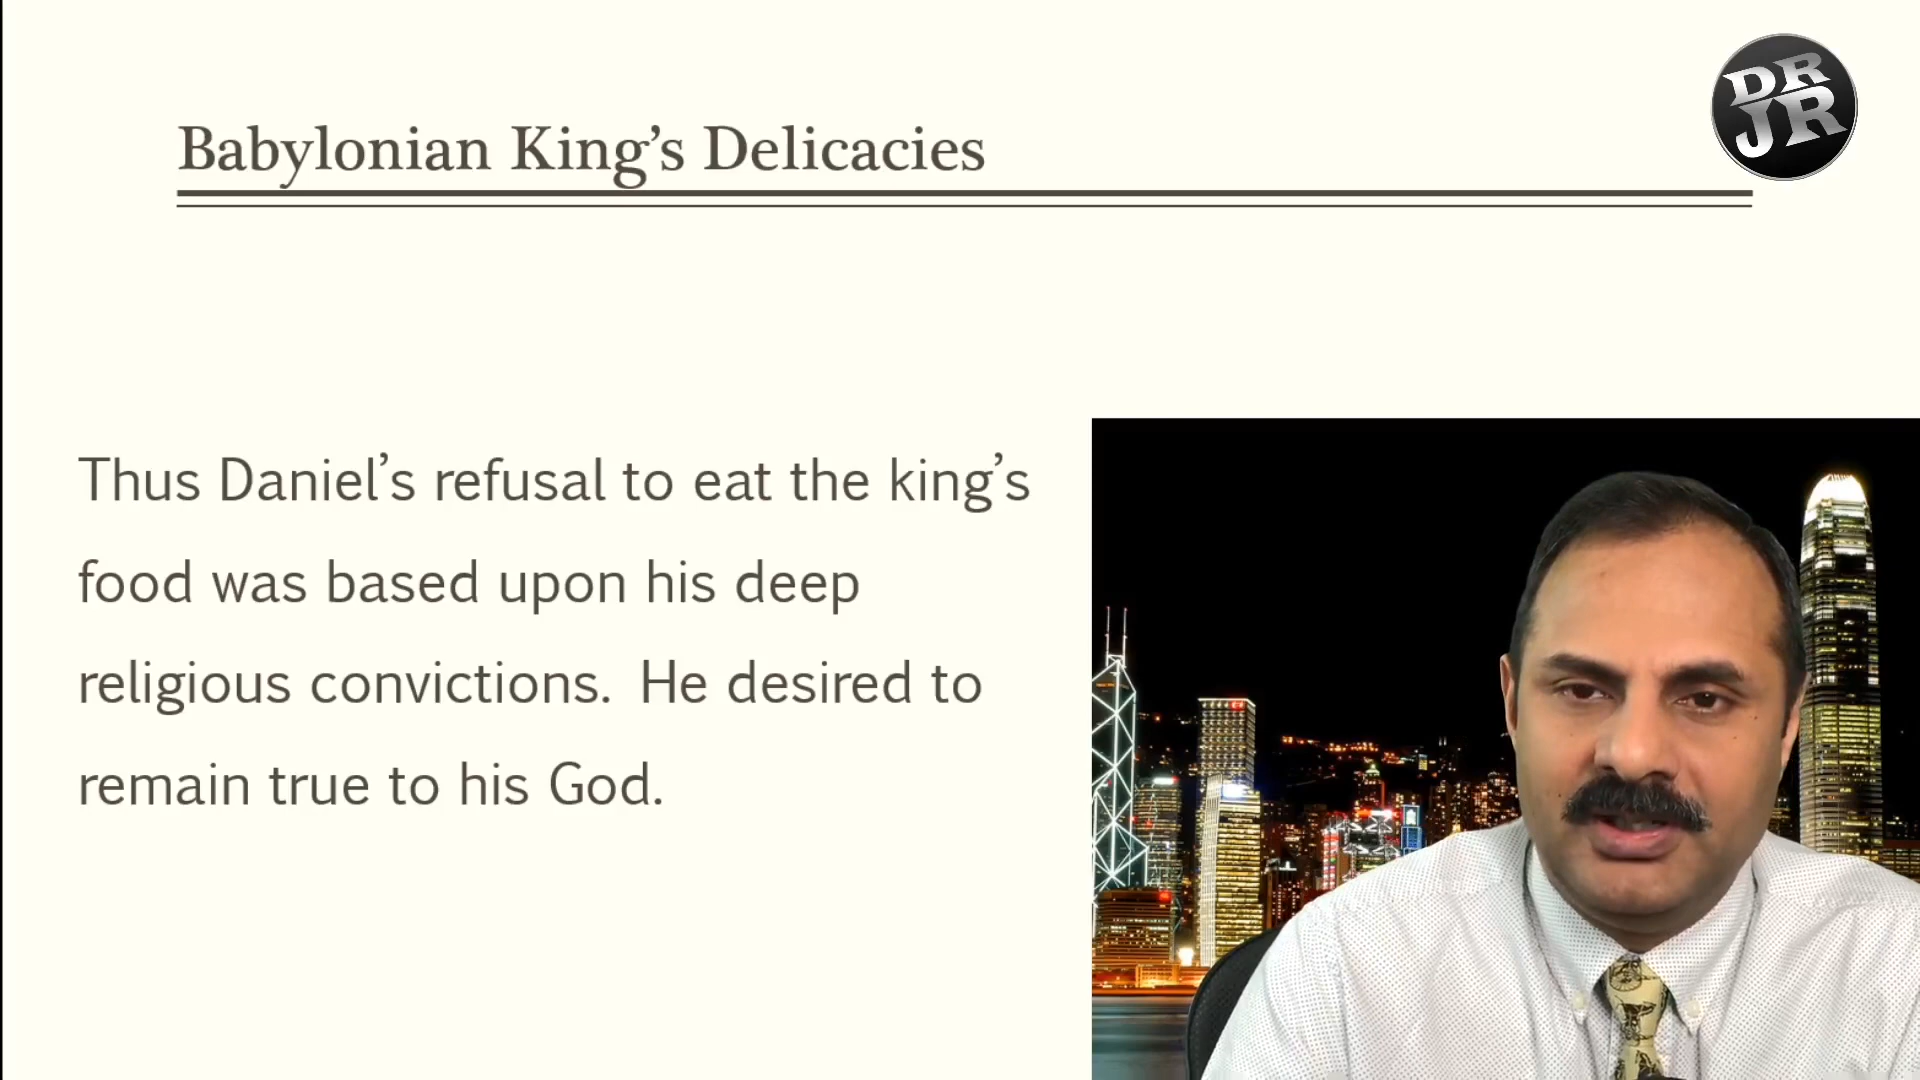 Babylonian King’s Delicacies
DR
JR
Thus Daniel’s refusal to eat the king’s
food was based upon his deep
religious convictions.  He desired to
remain true to his God.